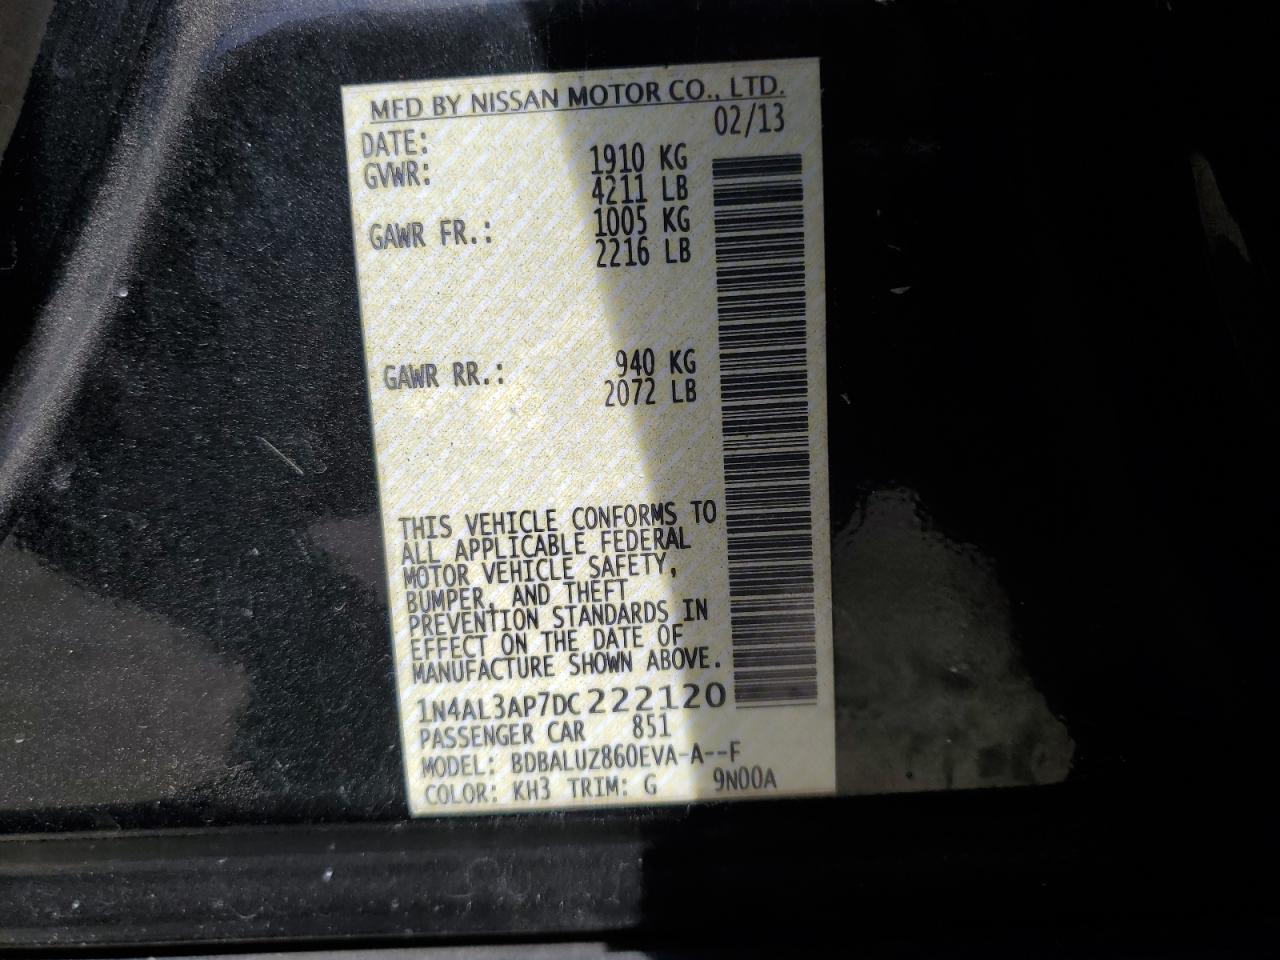 MFD BY NISSAN MOTOR CO., LTD.
DATE: 02/13
GVWR: 1910 KG
4211 LB
GAWR FR.: 1005 KG
2216 LB
GAWR RR.: 940 KG
2072 LB
THIS VEHICLE CONFORMS TO
ALL APPLICABLE FEDERAL
MOTOR VEHICLE SAFETY,
BUMPER, AND THEFT
PREVENTION STANDARDS IN
EFFECT ON THE DATE OF
MANUFACTURE SHOWN ABOVE.
1N4AL3AP7DC222120
PASSENGER CAR 851
MODEL: BDBALUZ860EVA-A--F
COLOR: KH3 TRIM: G 9N00A